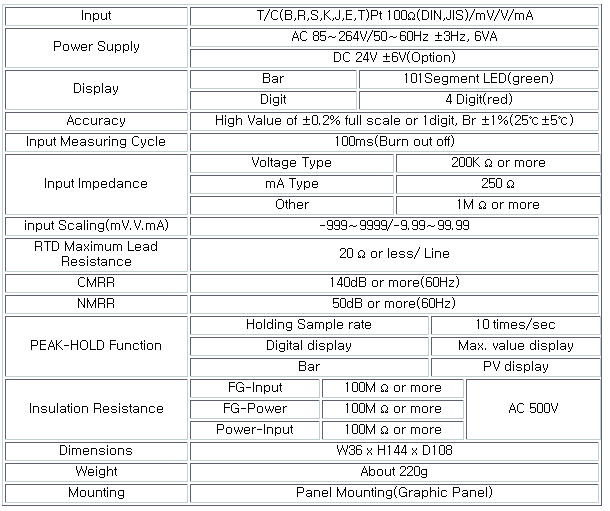 Input T/C(B,R,S,K,J,E,T)Pt 100Ω(DIN,JIS)/mV/V/mA
Power Supply AC 85~264V/50~60Hz ±3Hz, 6VA
DC 24V ±6V(Option)
Display Bar 101Segment LED(green)
Digit 4 Digit(red)
Accuracy High Value of ±0.2% full scale or 1digit, Br ±1%(25℃±5℃)
Input Measuring Cycle 100ms(Burn out off)
Input Impedance Voltage Type 200K Ω or more
mA Type 250 Ω
Other 1M Ω or more
input Scaling(mV.V.mA) -999~9999/-9.99~99.99
RTD Maximum Lead
Resistance 20 Ω or less/ Line
CMRR 140dB or more(60Hz)
NMRR 50dB or more(60Hz)
PEAK-HOLD Function Holding Sample rate 10 times/sec
Digital display Max. value display
Bar PV display
Insulation Resistance FG-Input 100M Ω or more AC 500V
FG-Power 100M Ω or more
Power-Input 100M Ω or more
Dimensions W36 x H144 x D108
Weight About 220g
Mounting Panel Mounting(Graphic Panel)